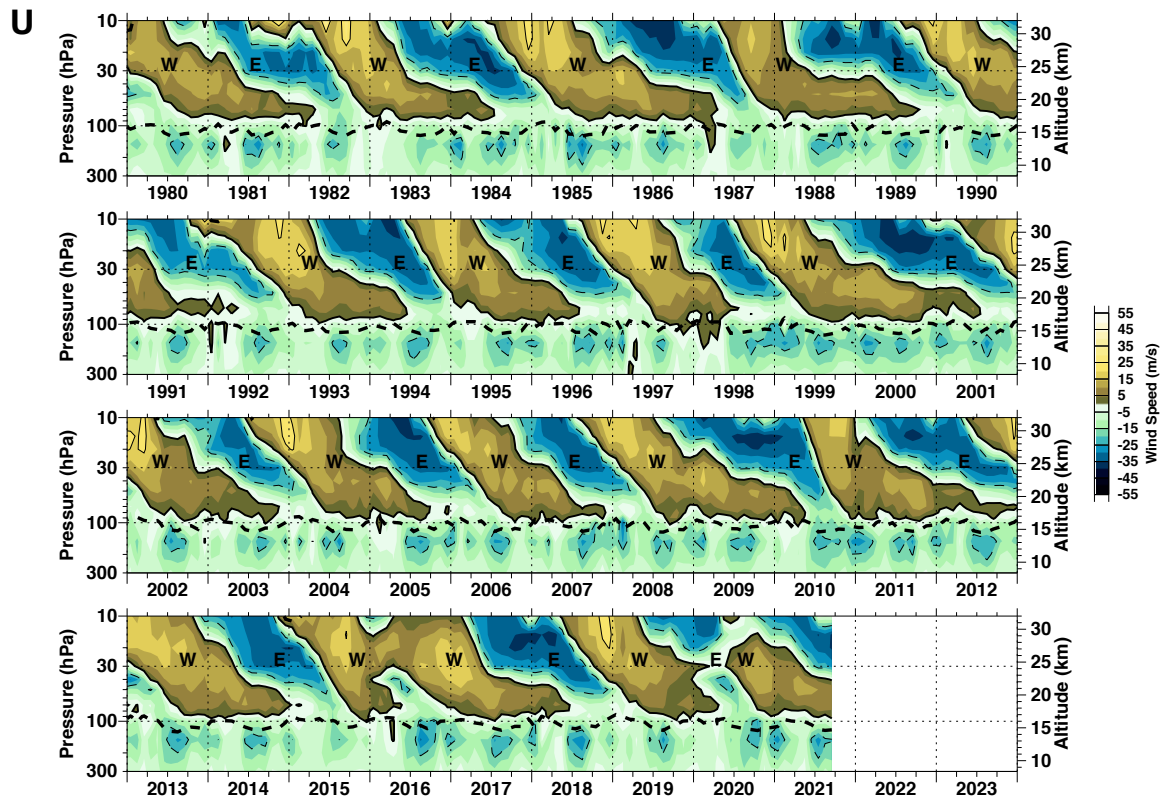 U
10 30 100 300
Pressure (hPa)
W E W E W E W E W
30 25 20 15 10
Altitude (km)
1980 1981 1982 1983 1984 1985 1986 1987 1988 1989 1990
10 30 100 300
Pressure (hPa)
E W E W E W E W E
30 25 20 15 10
Altitude (km)
1991 1992 1993 1994 1995 1996 1997 1998 1999 2000 2001
10 30 100 300
Pressure (hPa)
W E W E W E W E W E
30 25 20 15 10
Altitude (km)
2002 2003 2004 2005 2006 2007 2008 2009 2010 2011 2012
10 30 100 300
Pressure (hPa)
W E W W E W E W
30 25 20 15 10
Altitude (km)
2013 2014 2015 2016 2017 2018 2019 2020 2021 2022 2023
55
45
35
25
15
5
-5
-15
-25
-35
-45
-55
Wind Speed (m/s)